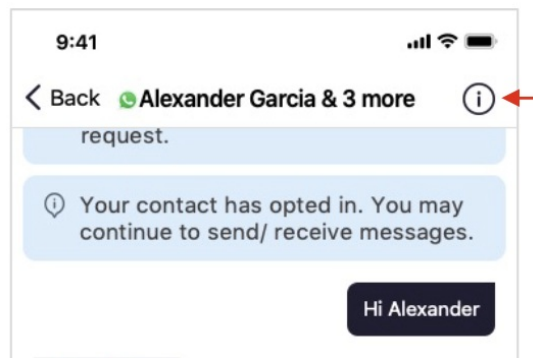 9:41
Back Alexander Garcia & 3 more
request.
Your contact has opted in. You may
continue to send/ receive messages.
Hi Alexander